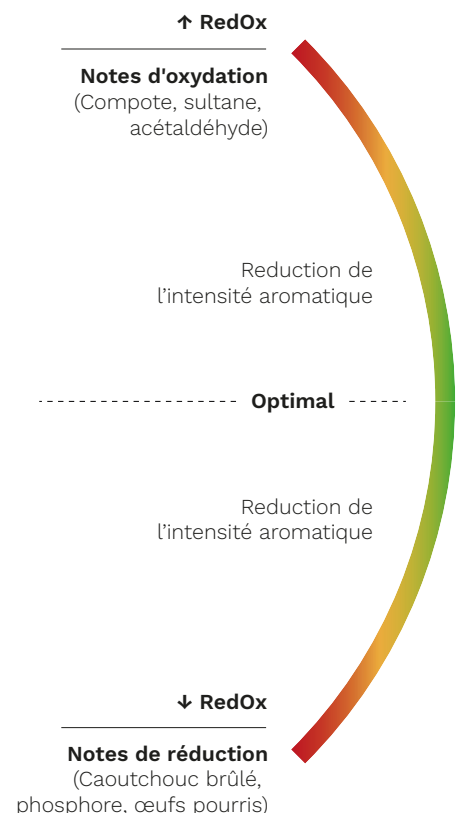 ↑ RedOx
Notes d'oxydation
(Compote, sultane,
acétaldéhyde)
Reduction de
l’intensité aromatique
Optimal
Reduction de
l’intensité aromatique
↓ RedOx
Notes de réduction
(Caoutchouc brûlé,
phosphore, œufs pourris)